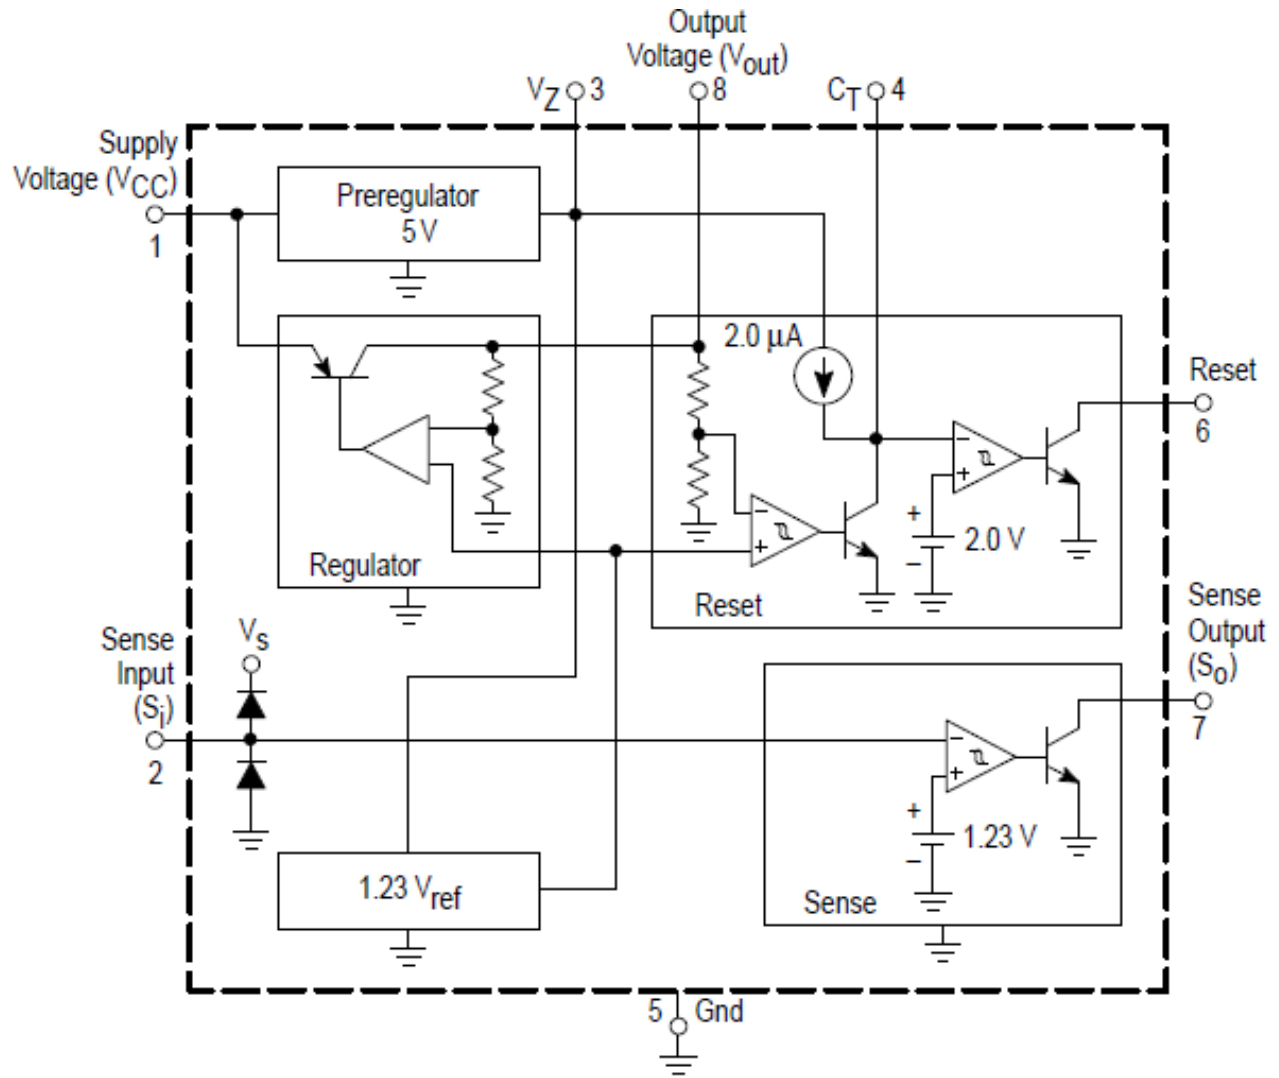 Output
Voltage (Vout)
VZ 3
8
CT 4
Supply
Voltage (VCC)
1
Preregulator
5 V
2.0 μA
Reset
6
+
−
+
−
+
2.0 V
−
Regulator
Reset
Sense
Output
(So)
7
Vs
Sense
Input
(Si)
2
−
+
+
1.23 V
−
1.23 Vref
Sense
5 Gnd